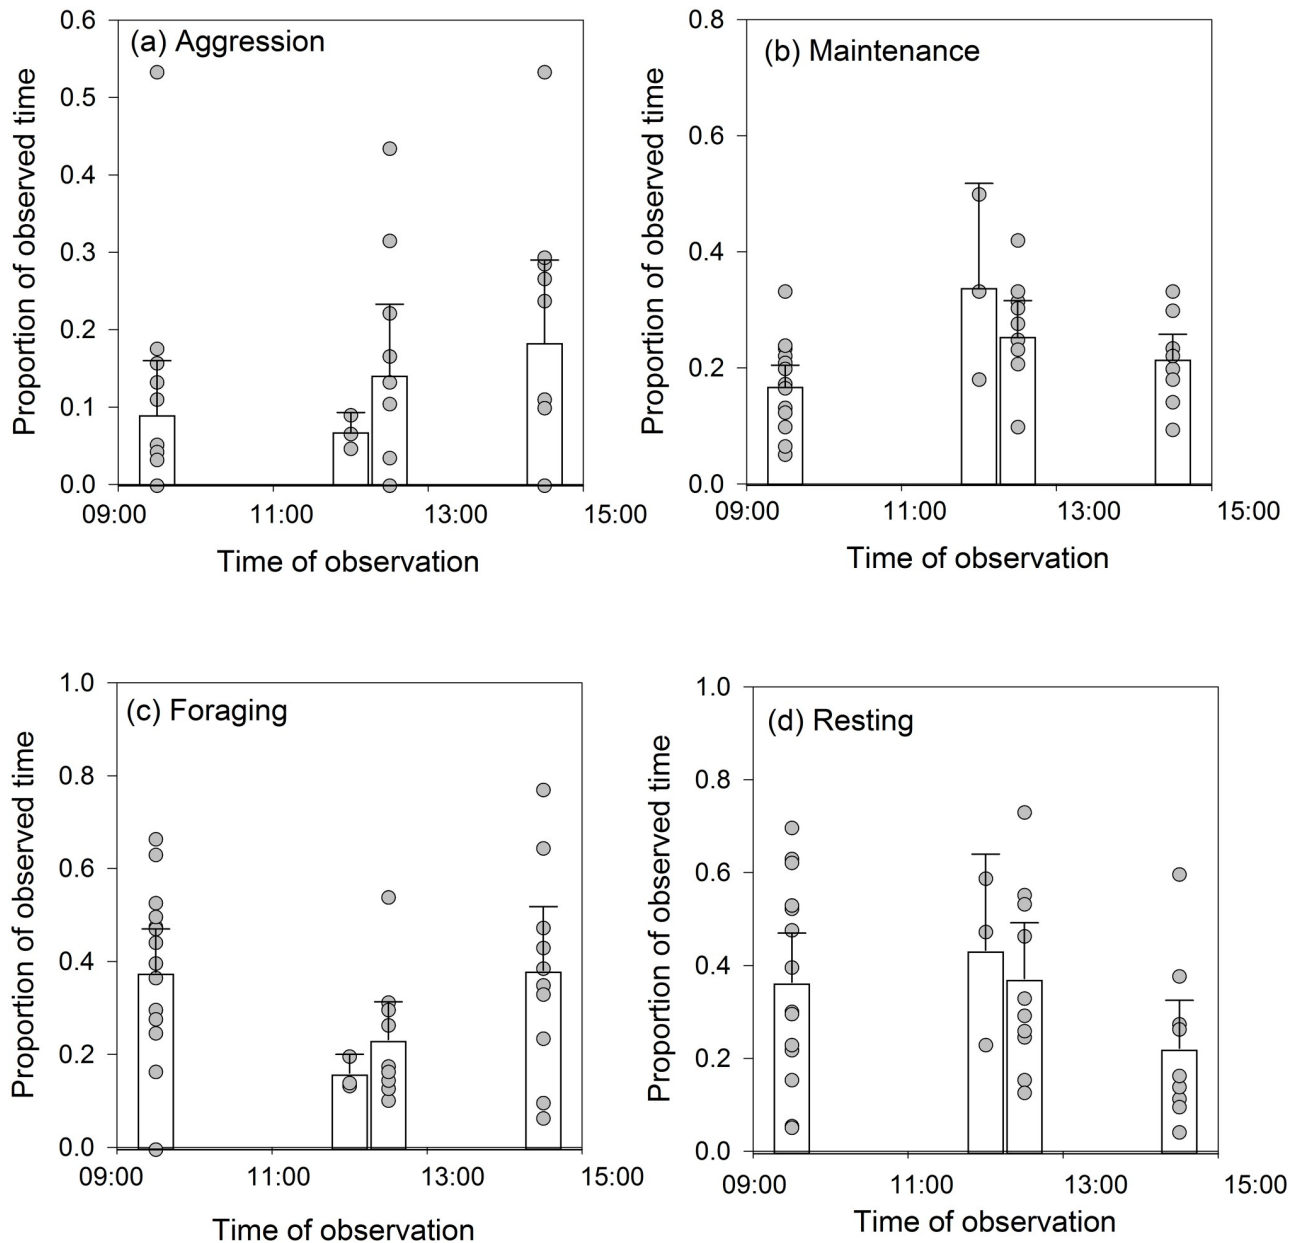 (a) Aggression
Proportion of observed time
0.6
0.5
0.4
0.3
0.2
0.1
0.0
09:00 11:00 13:00 15:00
Time of observation
(b) Maintenance
Proportion of observed time
0.8
0.6
0.4
0.2
0.0
09:00 11:00 13:00 15:00
Time of observation
(c) Foraging
Proportion of observed time
1.0
0.8
0.6
0.4
0.2
0.0
09:00 11:00 13:00 15:00
Time of observation
(d) Resting
Proportion of observed time
1.0
0.8
0.6
0.4
0.2
0.0
09:00 11:00 13:00 15:00
Time of observation